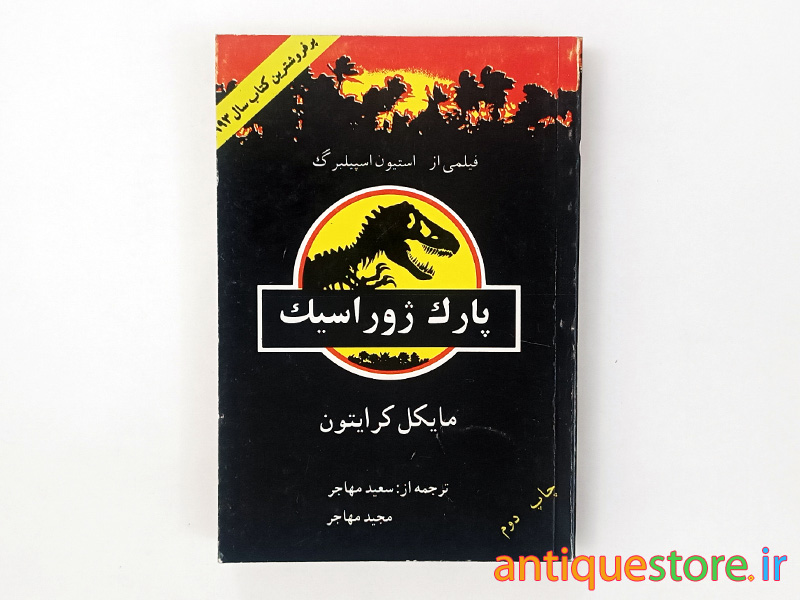 پرفروشترین کتاب سال ۱۹۳
فیلمی از استیون اسپیلبرگ
پارک ژوراسیک
مایکل کرایتون
ترجمه از: سعید مهاجر
مجید مهاجر
چاپ دوم
antiquestore.ir